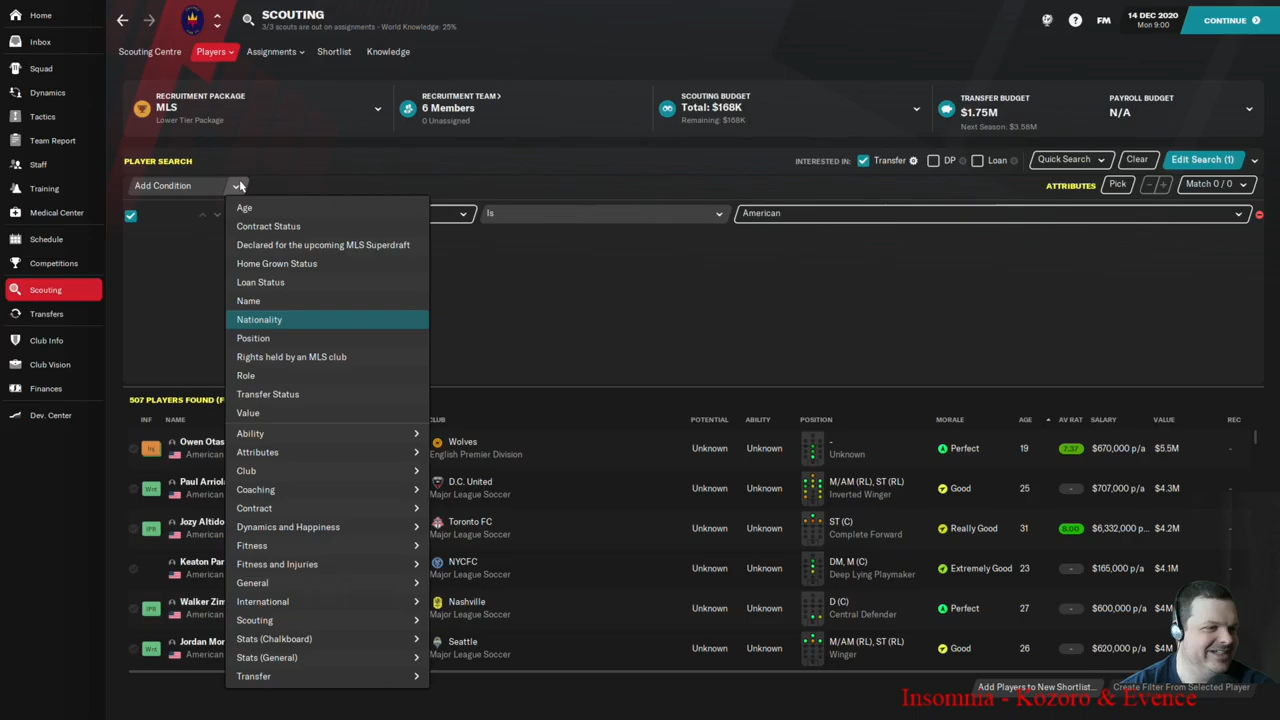 Home
Inbox
Squad
Dynamics
Tactics
Team Report
Staff
Training
Medical Center
Schedule
Competitions
Scouting
Transfers
Club Info
Club Vision
Finances
Dev. Center
SCOUTING
3/3 scouts are out on assignments - World Knowledge: 25%
FM
14 DEC 2020
Mon 9:00
CONTINUE
Scouting Centre
Players
Assignments
Shortlist
Knowledge
RECRUITMENT PACKAGE
MLS
Lower Tier Package
RECRUITMENT TEAM >
6 Members
0 Unassigned
SCOUTING BUDGET
Total: $168K
Remaining: $168K
TRANSFER BUDGET
$1.75M
Next Season: $3.58M
PAYROLL BUDGET
N/A
PLAYER SEARCH
INTERESTED IN: Transfer DP Loan Quick Search Clear Edit Search (1)
Add Condition
ATTRIBUTES Pick - / + Match 0 / 0
Is American
Age
Contract Status
Declared for the upcoming MLS Superdraft
Home Grown Status
Loan Status
Name
Nationality
Position
Rights held by an MLS club
Role
Transfer Status
Value
Ability
Attributes
Club
Coaching
Contract
Dynamics and Happiness
Fitness
Fitness and Injuries
General
International
Scouting
Stats (Chalkboard)
Stats (General)
Transfer
507 PLAYERS FOUND
INF NAME CLUB POTENTIAL ABILITY POSITION MORALE AGE AV RAT SALARY VALUE REC
Owen Otas Wolves Unknown Unknown - Perfect 19 7.37 $670,000 p/a $5.5M -
American English Premier Division Unknown
Wnt Paul Arriola D.C. United Unknown Unknown M/AM (RL), ST (RL) Good 25 - $707,000 p/a $4.3M -
American Major League Soccer Inverted Winger
IPR Jozy Altido Toronto FC Unknown Unknown ST (C) Really Good 31 8.00 $6,332,000 p... $4.2M -
American Major League Soccer Complete Forward
Keaton Par NYCFC Unknown Unknown DM, M (C) Extremely Good 23 - $165,000 p/a $4.1M -
American Major League Soccer Deep Lying Playmaker
IPR Walker Zim Nashville Unknown Unknown D (C) Perfect 27 - $600,000 p/a $4M
American Major League Soccer Central Defender
Wnt Jordan Mor Seattle Unknown Unknown M/AM (RL), ST (RL) Good 26 - $620,000 p/a $4M
American Major League Soccer Winger
Add Players to New Shortlist... Create Filter From Selected Player
Insomnia - Kozoro & Evence